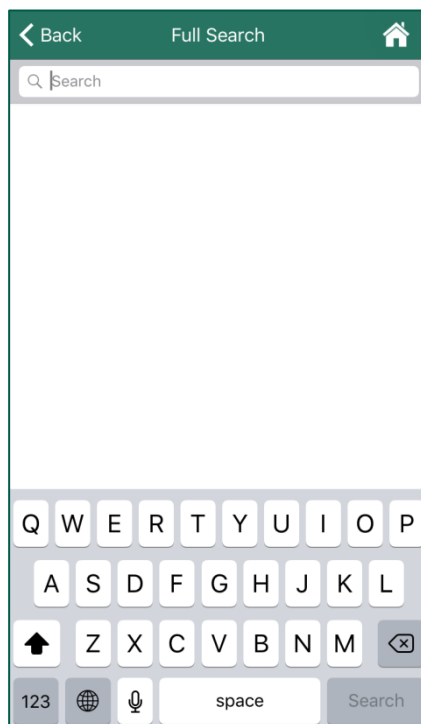 Back Full Search
Search
Q W E R T Y U I O P
A S D F G H J K L
Z X C V B N M
123 space Search